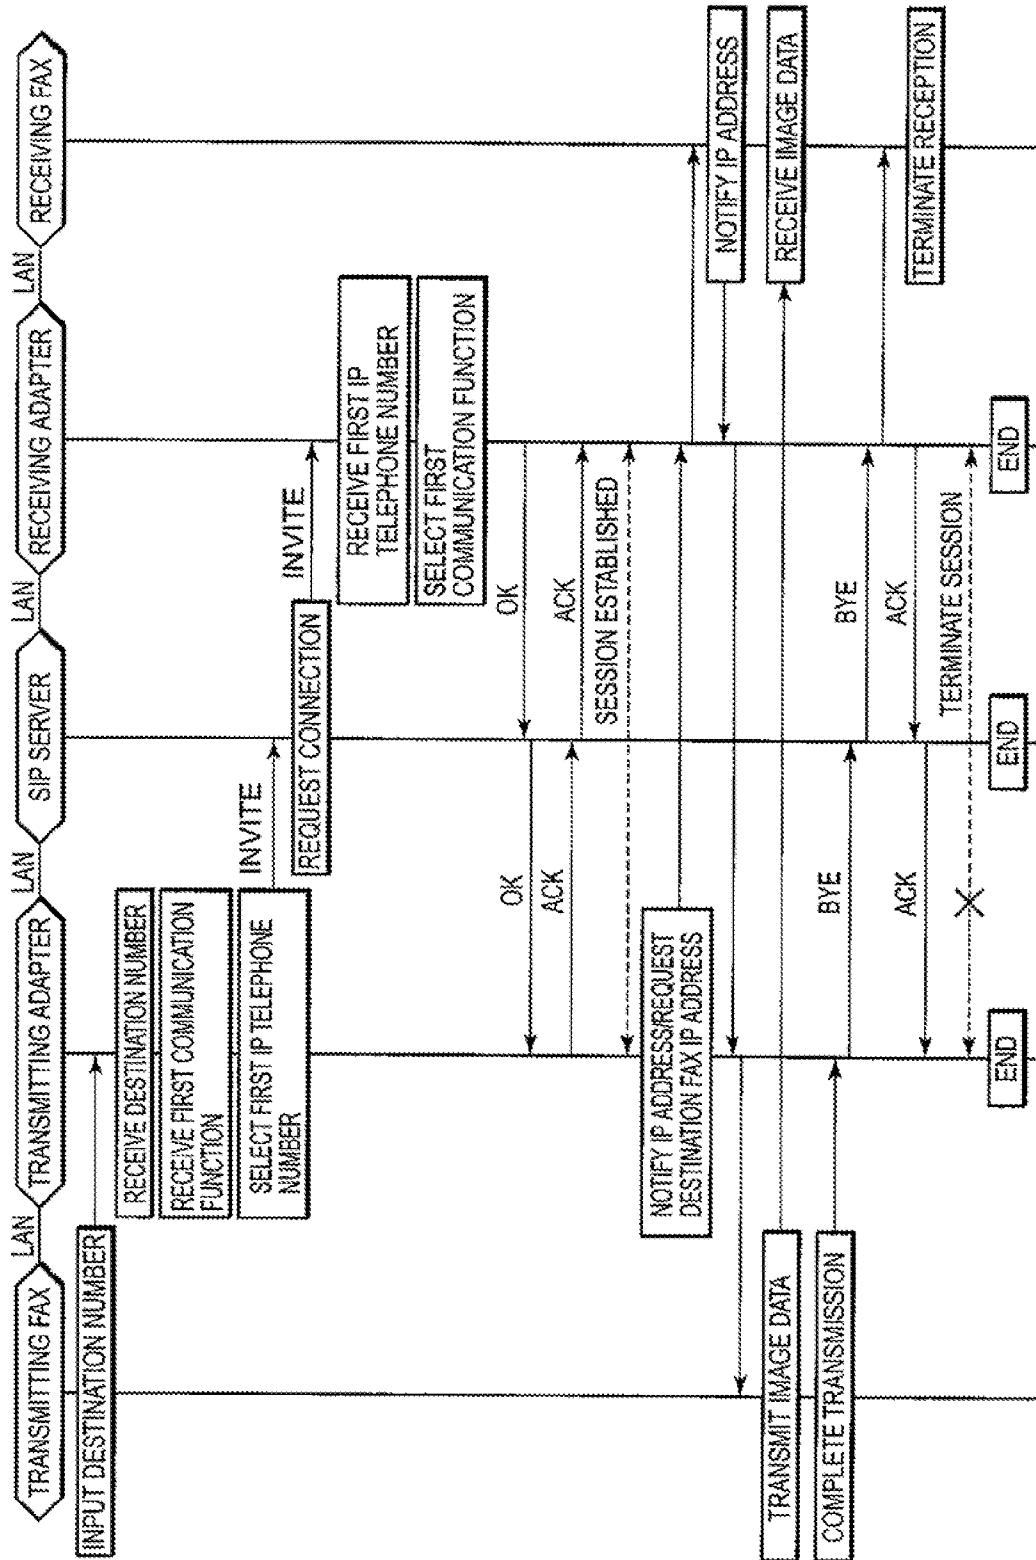 TRANSMITTING FAX
LAN
TRANSMITTING ADAPTER
LAN
SIP SERVER
LAN
RECEIVING ADAPTER
LAN
RECEIVING FAX
INPUT DESTINATION NUMBER
RECEIVE DESTINATION NUMBER
RECEIVE FIRST COMMUNICATION
FUNCTION
SELECT FIRST IP TELEPHONE
NUMBER
INVITE
REQUEST CONNECTION
INVITE
RECEIVE FIRST IP
TELEPHONE NUMBER
SELECT FIRST
COMMUNICATION FUNCTION
OK
OK
ACK
ACK
SESSION ESTABLISHED
NOTIFY IP ADDRESS/REQUEST
DESTINATION FAX IP ADDRESS
NOTIFY IP ADDRESS
TRANSMIT IMAGE DATA
RECEIVE IMAGE DATA
COMPLETE TRANSMISSION
BYE
BYE
ACK
ACK
TERMINATE RECEPTION
TERMINATE SESSION
END
END
END